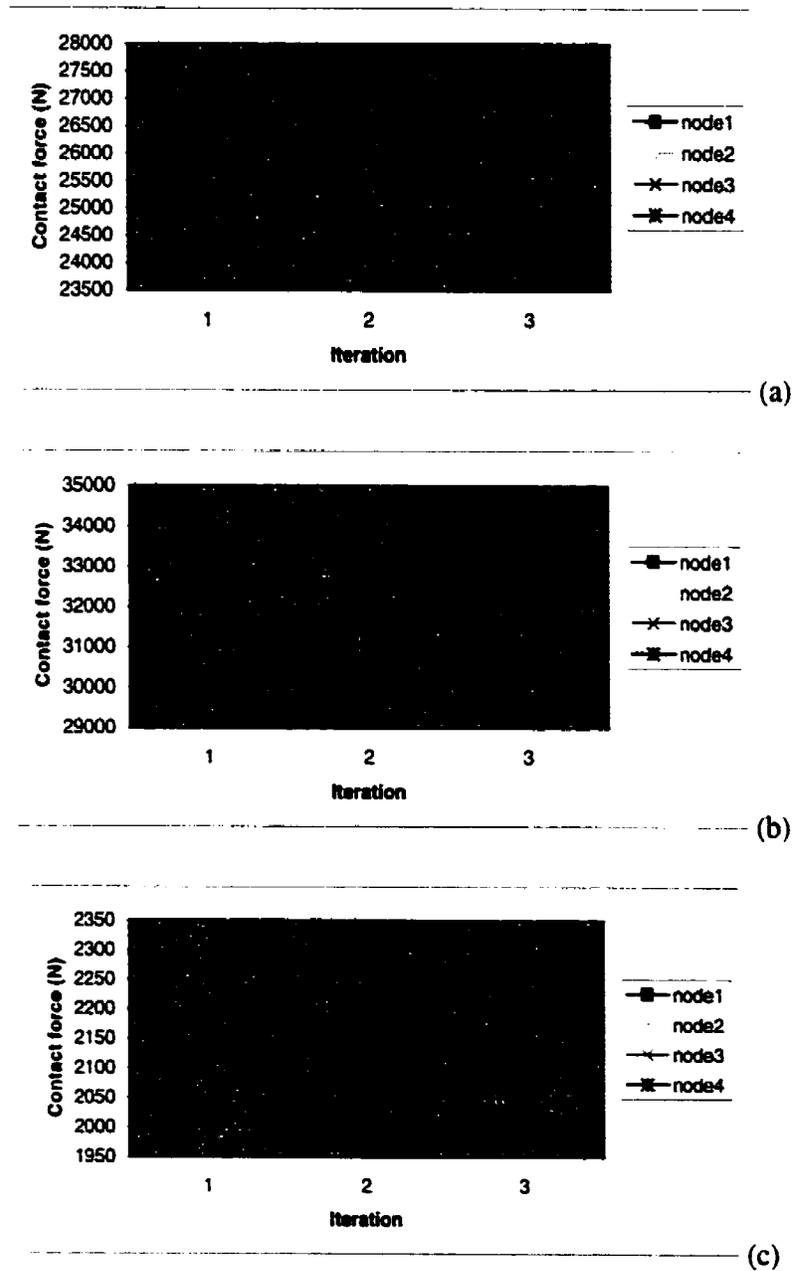 28000
27500
27000
26500
26000
25500
25000
24500
24000
23500
Contact force (N)
1 2 3
Iteration
node1
node2
node3
node4
(a)
35000
34000
33000
32000
31000
30000
29000
Contact force (N)
1 2 3
Iteration
node1
node2
node3
node4
(b)
2350
2300
2250
2200
2150
2100
2050
2000
1950
Contact force (N)
1 2 3
Iteration
node1
node2
node3
node4
(c)